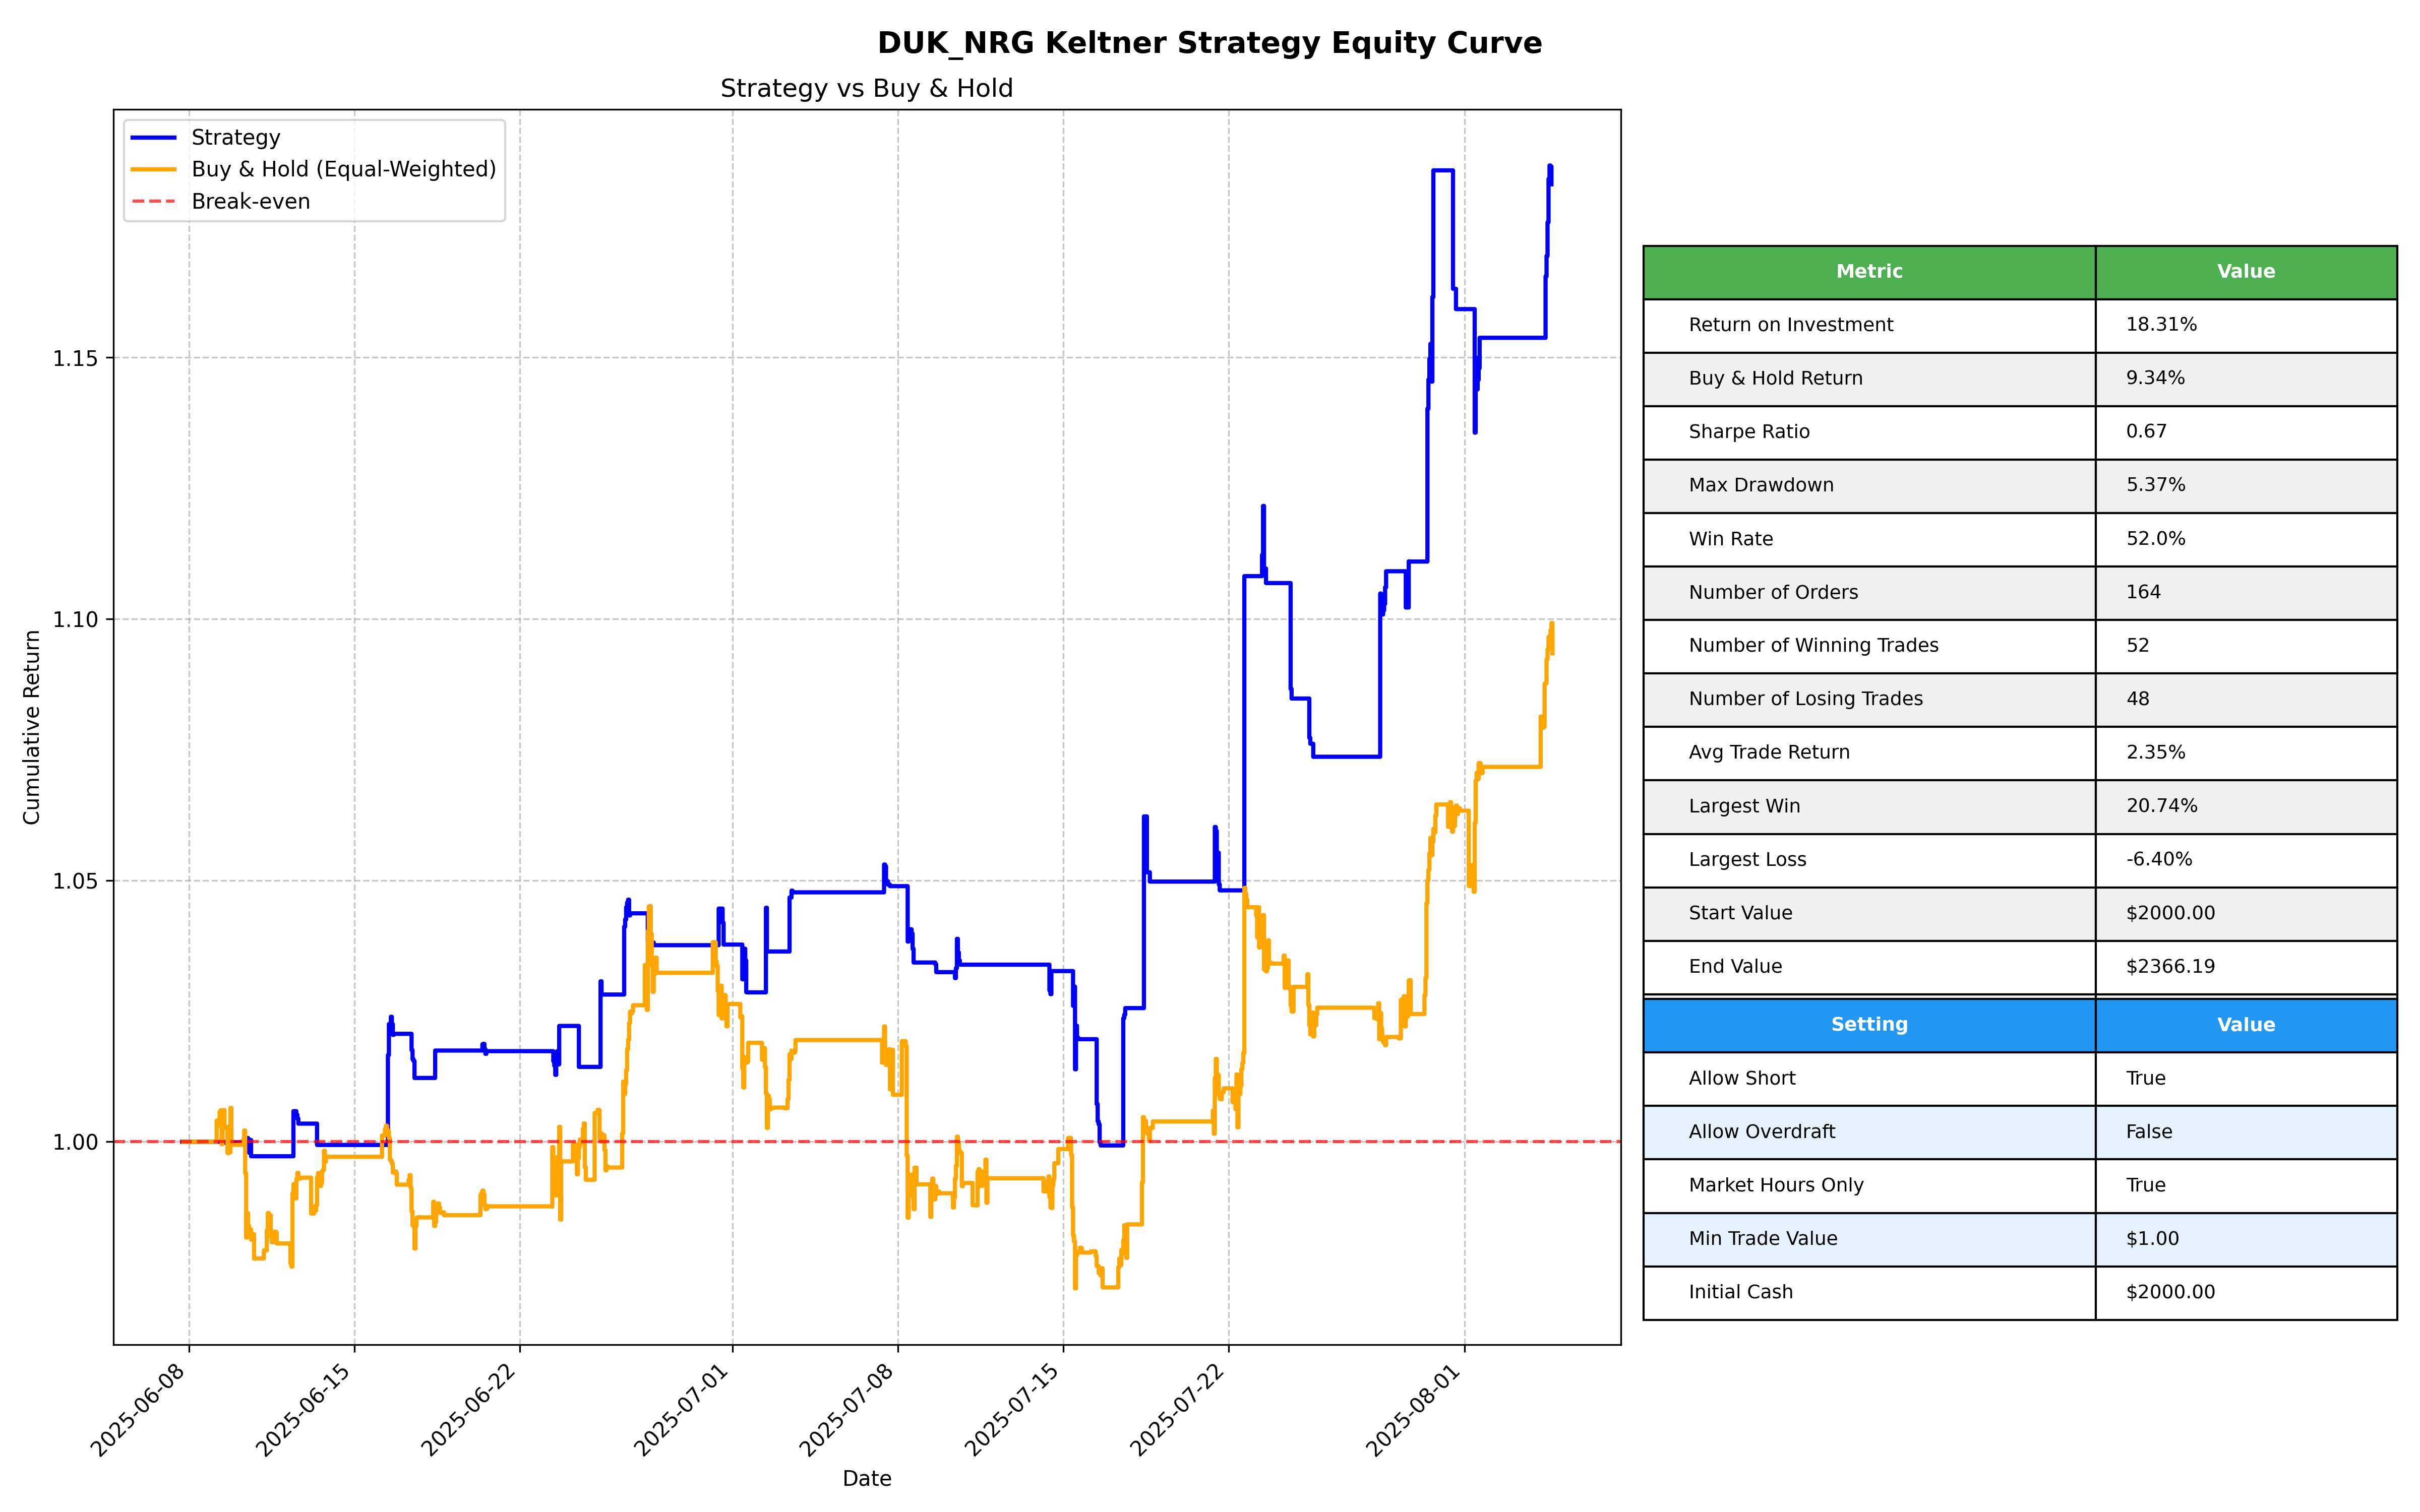 DUK_NRG Keltner Strategy Equity Curve
Strategy vs Buy & Hold
Strategy
Buy & Hold (Equal-Weighted)
Break-even
Cumulative Return
1.15
1.10
1.05
1.00
2025-06-08
2025-06-15
2025-06-22
2025-07-01
2025-07-08
2025-07-15
2025-07-22
2025-08-01
Date
Metric Value
Return on Investment 18.31%
Buy & Hold Return 9.34%
Sharpe Ratio 0.67
Max Drawdown 5.37%
Win Rate 52.0%
Number of Orders 164
Number of Winning Trades 52
Number of Losing Trades 48
Avg Trade Return 2.35%
Largest Win 20.74%
Largest Loss -6.40%
Start Value $2000.00
End Value $2366.19
Setting Value
Allow Short True
Allow Overdraft False
Market Hours Only True
Min Trade Value $1.00
Initial Cash $2000.00